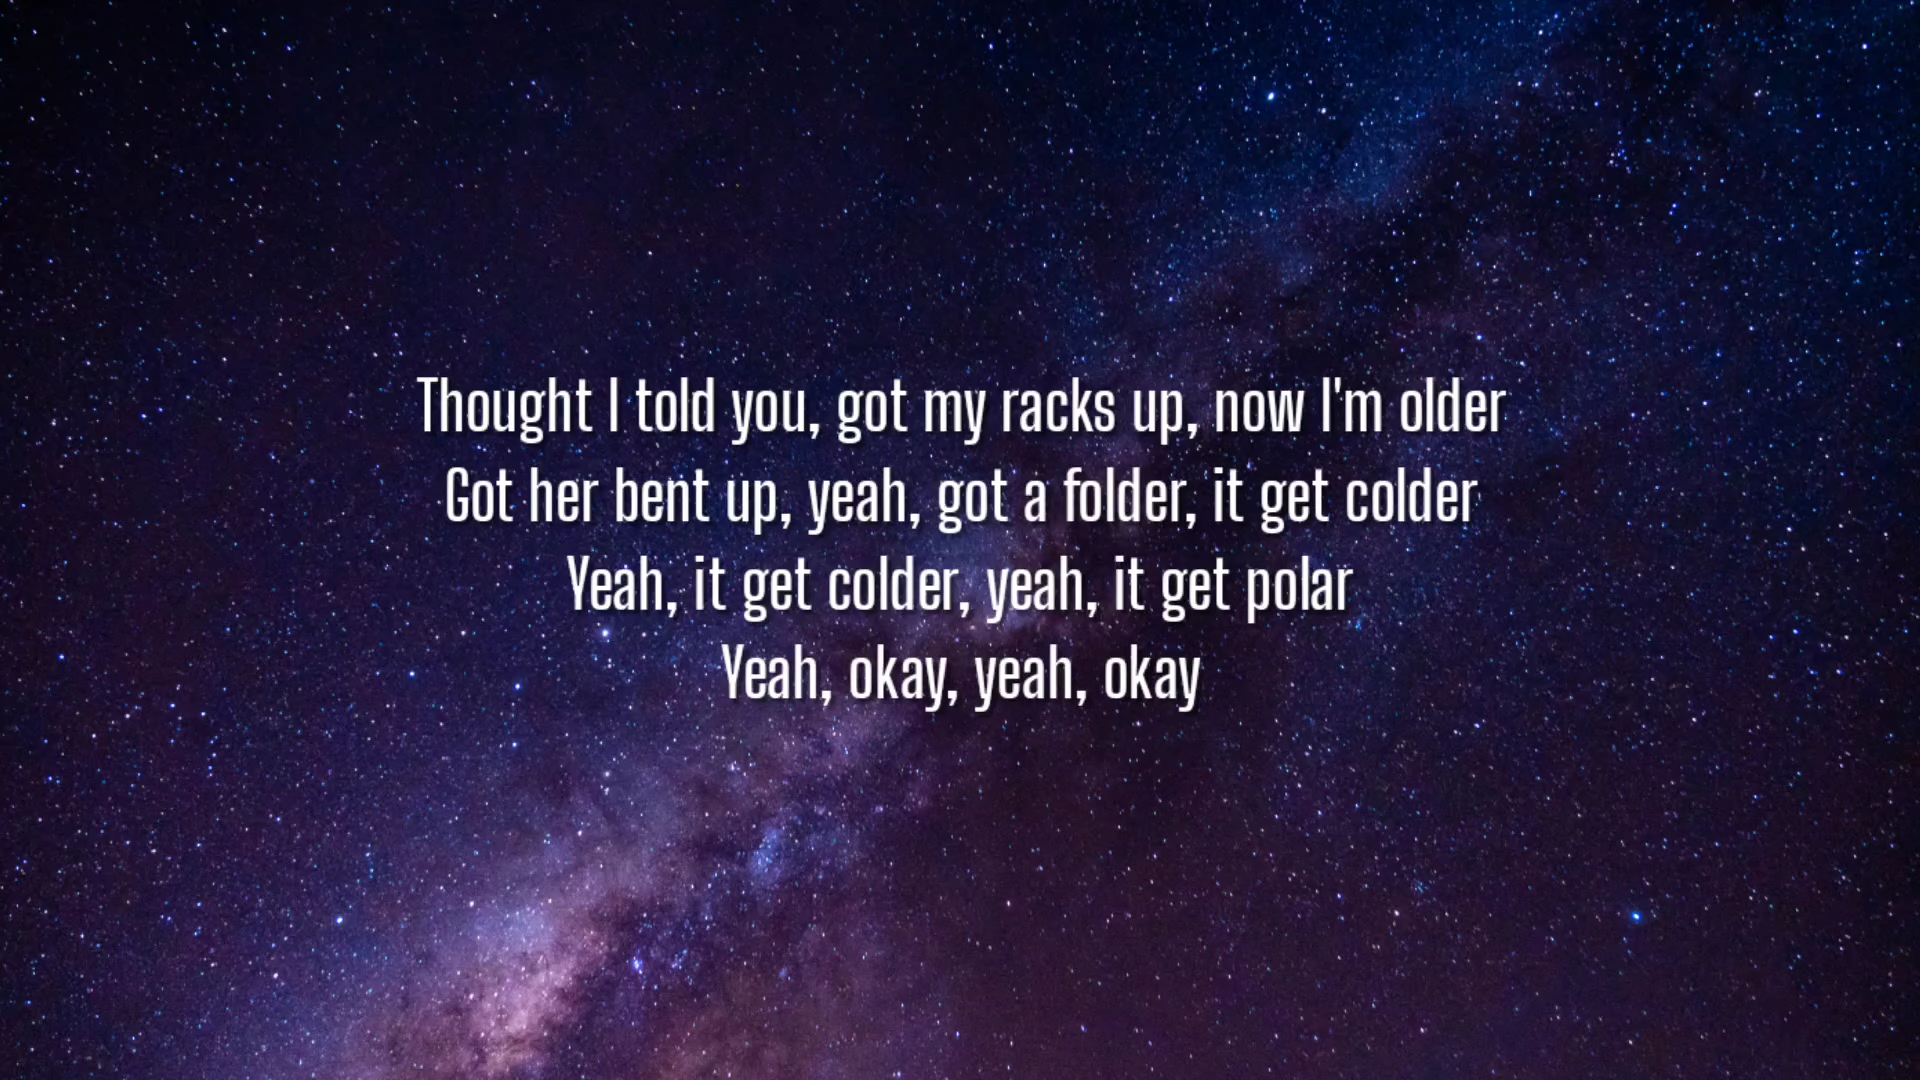 Thought I told you, got my racks up, now I'm older
Got her bent up, yeah, got a folder, it get colder
Yeah, it get colder, yeah, it get polar
Yeah, okay, yeah, okay